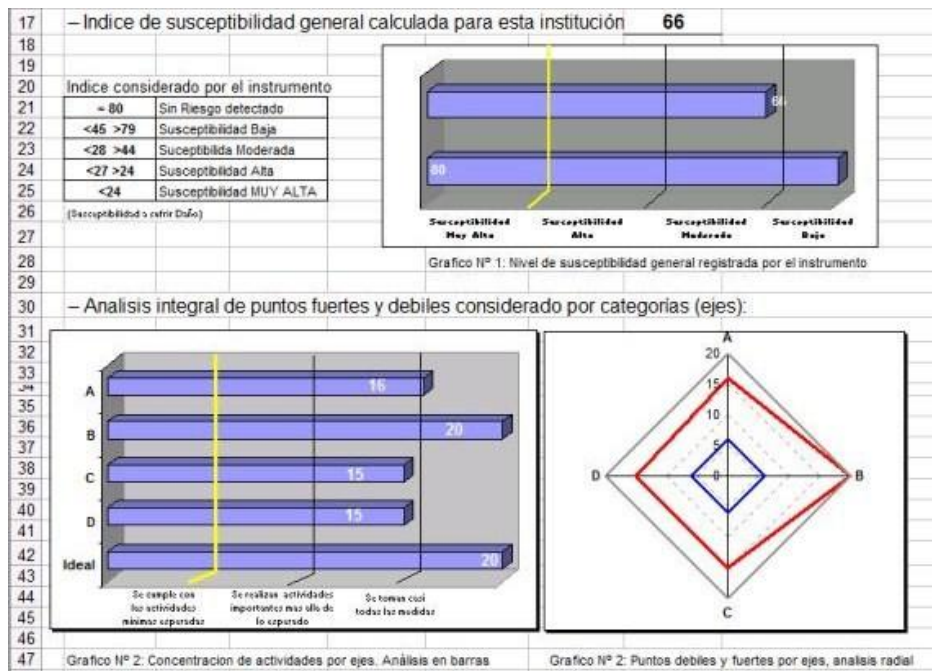 17 – Indice de susceptibilidad general calculada para esta institución 66
18
19
20 Indice considerado por el instrumento
21 = 80 Sin Riesgo detectado
22 <45 >79 Susceptibilidad Baja
23 <28 >44 Suceptibilida Moderada
24 <27 >24 Susceptibilidad Alta
25 <24 Susceptibilidad MUY ALTA
26 (Susceptibilidad a sufrir Daño)
66
80
Susceptibilidad Susceptibilidad Susceptibilidad Susceptibilidad
Muy Alta Alta Moderada Baja
27
28 Grafico Nº 1: Nivel de susceptibilidad general registrada por el instrumento
29
30 – Analisis integral de puntos fuertes y debiles considerado por categorías (ejes):
31
32
33
34
35
36
37
38
39
40
41
42
43
44
45
46
A 16
B 20
C 15
D 15
Ideal 20
Se cumple con
las actividades
minimas esperadas
Se realizan actividades
importantes mas alla de
lo esperado
Se toman casi
todas las medidas
A
20
15
10
5
0
D
B
C
47 Grafico Nº 2: Concentracion de actividades por ejes. Análisis en barras Grafico Nº 2: Puntos debiles y fuertes por ejes, analisis radial